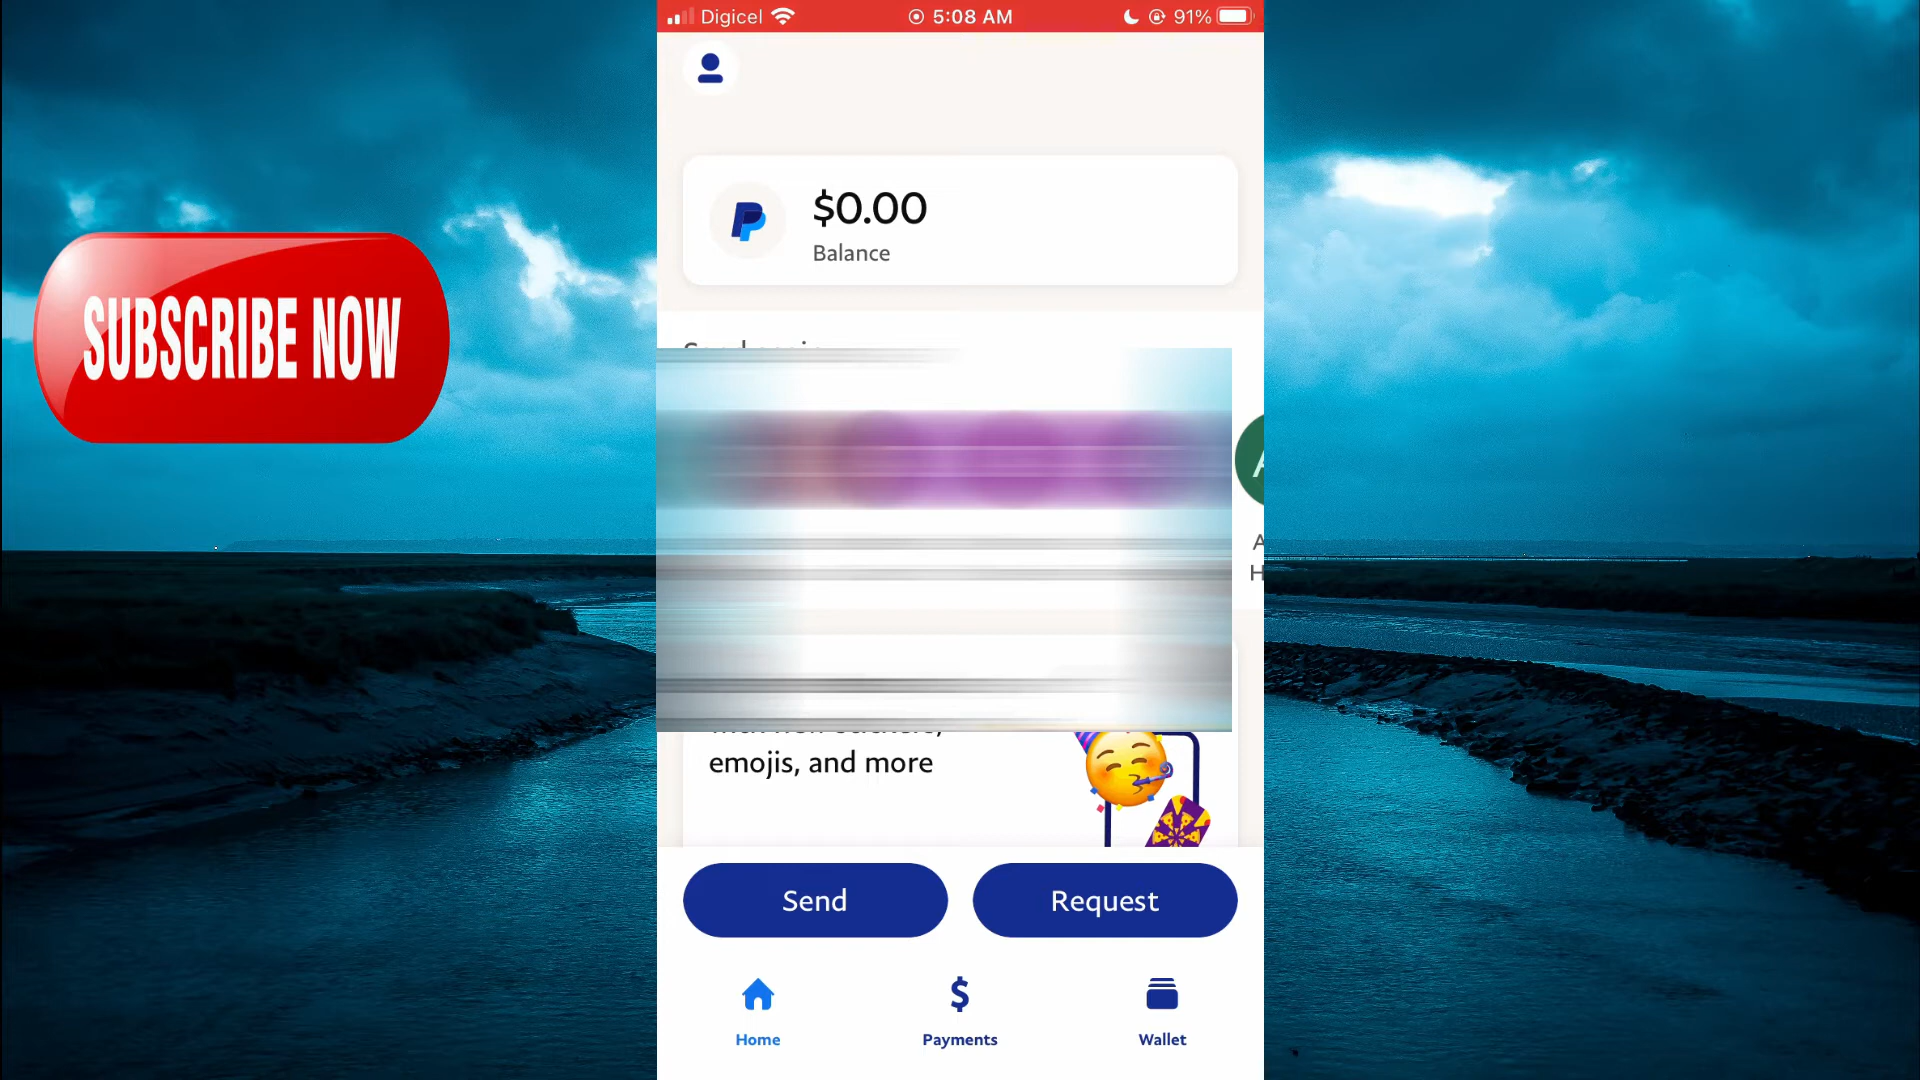 Digicel 5:08 AM 91%
$0.00
Balance
SUBSCRIBE NOW
A
A
H
emojis, and more
Send Request
Home Payments Wallet